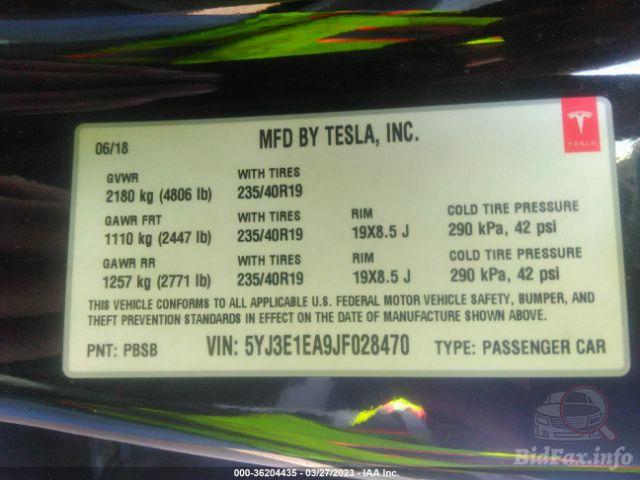 06/18 MFD BY TESLA, INC.
TESLA
GVWR WITH TIRES
2180 kg (4806 lb) 235/40R19
GAWR FRT WITH TIRES RIM COLD TIRE PRESSURE
1110 kg (2447 lb) 235/40R19 19X8.5 J 290 kPa, 42 psi
GAWR RR WITH TIRES RIM COLD TIRE PRESSURE
1257 kg (2771 lb) 235/40R19 19X8.5 J 290 kPa, 42 psi
THIS VEHICLE CONFORMS TO ALL APPLICABLE U.S. FEDERAL MOTOR VEHICLE SAFETY, BUMPER, AND
THEFT PREVENTION STANDARDS IN EFFECT ON THE DATE OF MANUFACTURE SHOWN ABOVE.
PNT: PBSB VIN: 5YJ3E1EA9JF028470 TYPE: PASSENGER CAR
BidFax.info
000-36204435 - 03/27/2023 - IAA Inc.